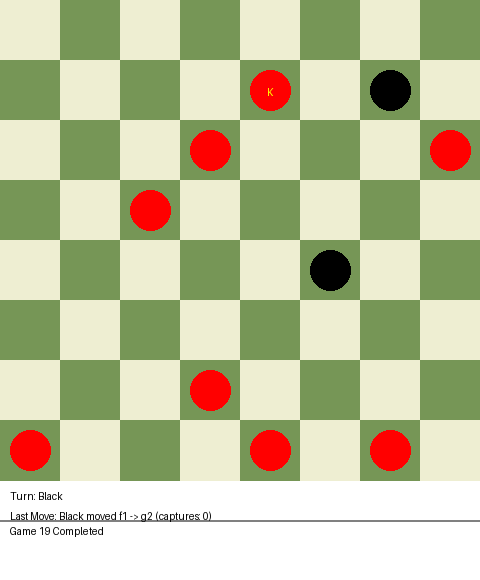 K
Turn: Black
Last Move: Black moved f1 -> g2 (captures: 0)
Game 19 Completed